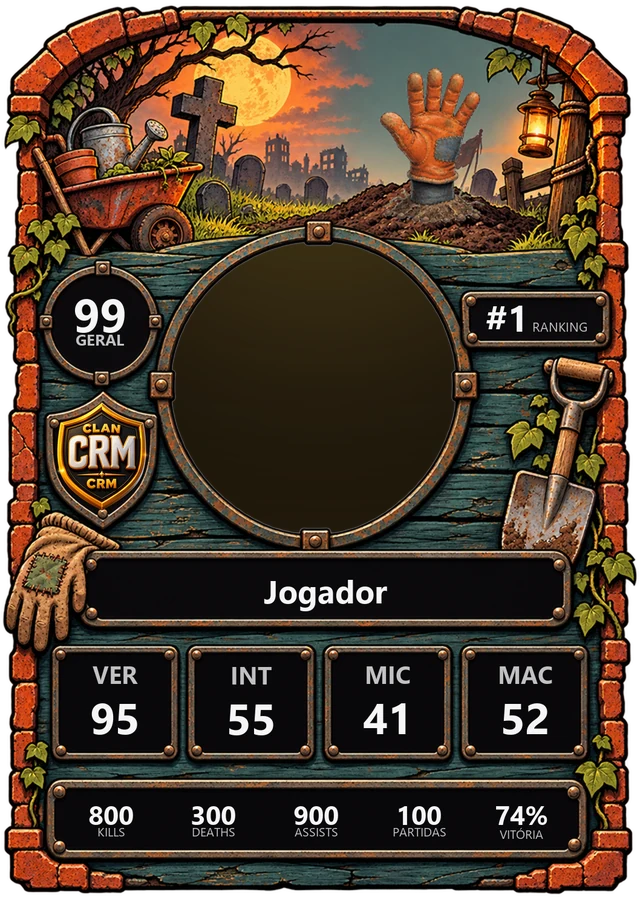 99
GERAL
#1 RANKING
CLAN
CRM
CRM
Jogador
VER
95
INT
55
MIC
41
MAC
52
800
KILLS
300
DEATHS
900
ASSISTS
100
PARTIDAS
74%
VITÓRIA